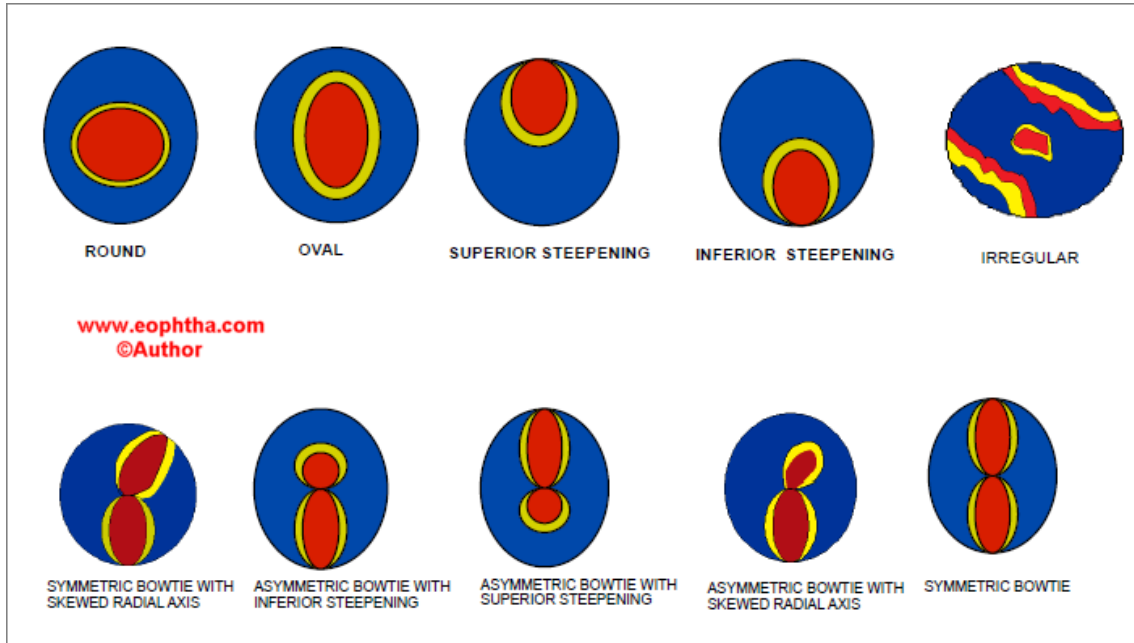 ROUND
OVAL
SUPERIOR STEEPENING
INFERIOR STEEPENING
IRREGULAR
www.eophtha.com
©Author
SYMMETRIC BOWTIE WITH
SKEWED RADIAL AXIS
ASYMMETRIC BOWTIE WITH
INFERIOR STEEPENING
ASYMMETRIC BOWTIE WITH
SUPERIOR STEEPENING
ASYMMETRIC BOWTIE WITH
SKEWED RADIAL AXIS
SYMMETRIC BOWTIE